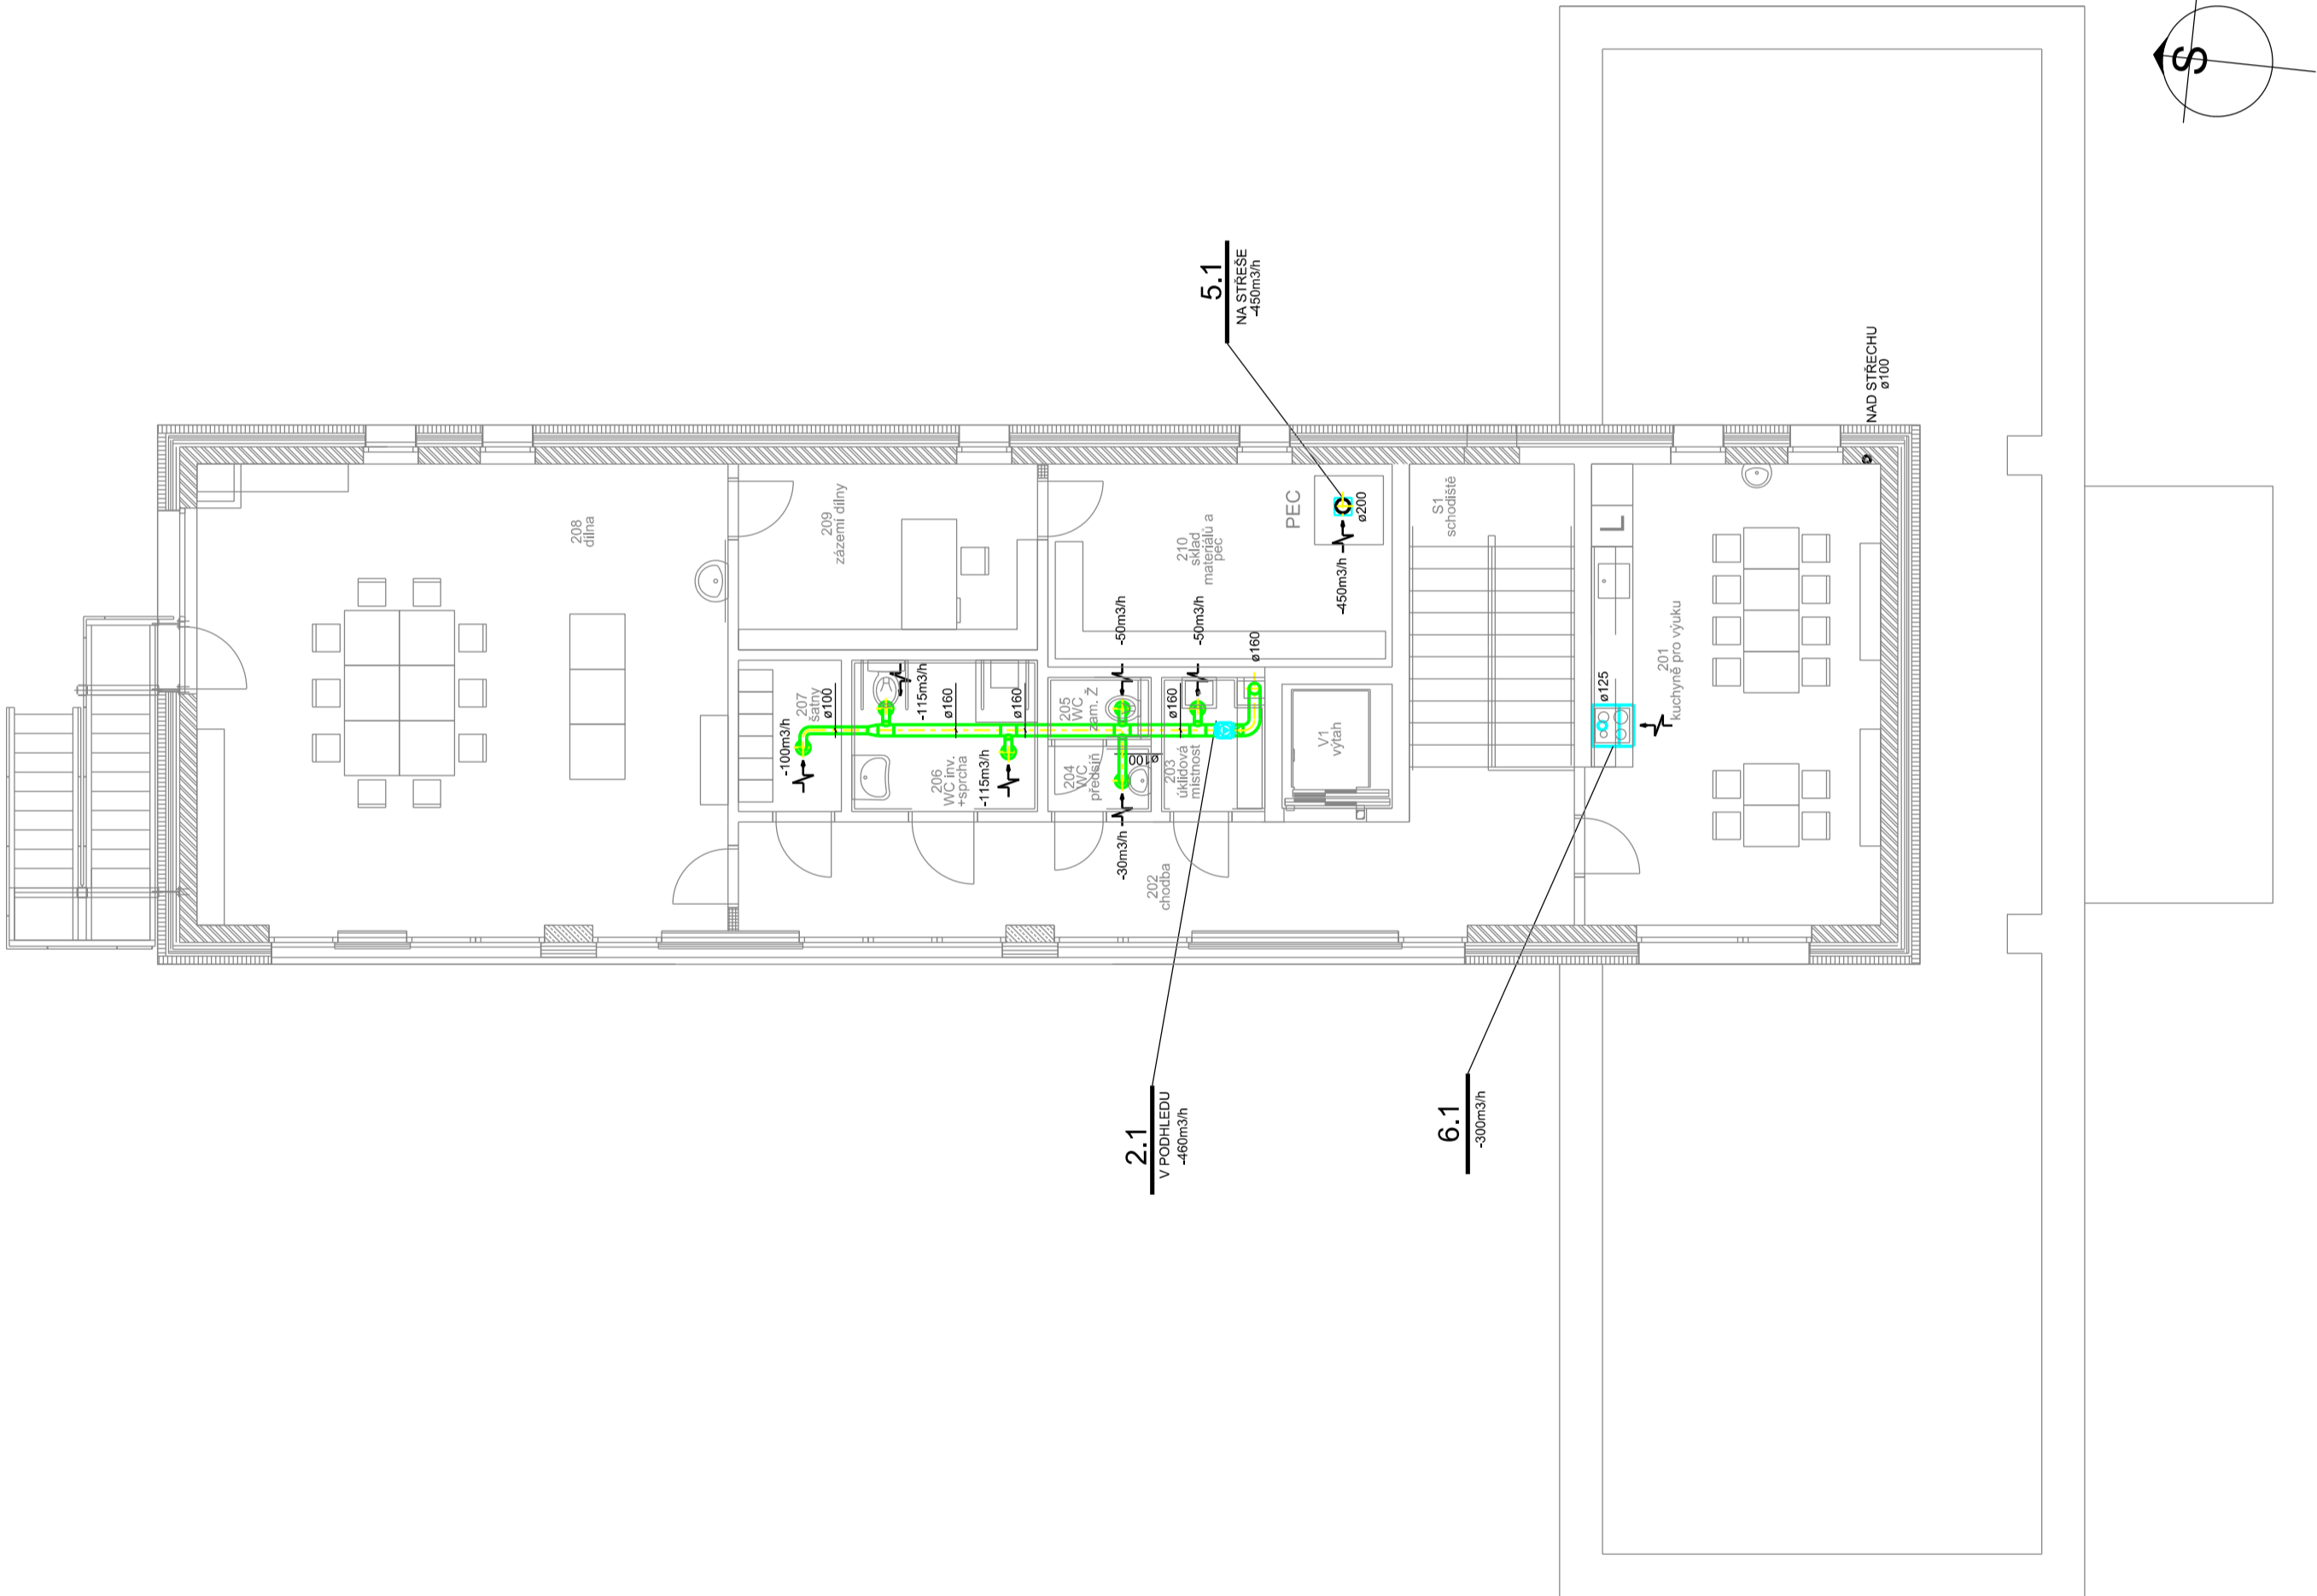 S
5.1
NA STŘEŠE
-450m3/h
NAD STŘECHU
ø100
208
dílna
209
zázemí dílny
210
sklad
materiálů a
pec
PEC
ø200
-450m3/h
S1
schodiště
L
201
kuchyně pro výuku
ø125
-50m3/h
-50m3/h
ø160
207
šatny
ø100
-100m3/h
-115m3/h
ø160
ø160
206
WC inv.
+sprcha
-115m3/h
205
WC
zam. Ž
204
WC
předsíň
ø100
ø160
203
úklidová
místnost
V1
výtah
-30m3/h
202
chodba
2.1
V PODHLEDU
-460m3/h
6.1
-300m3/h